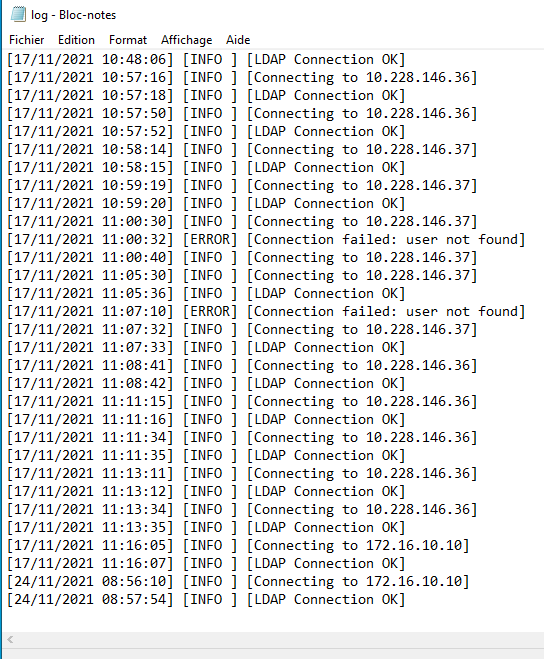 log - Bloc-notes
Fichier Edition Format Affichage Aide
[17/11/2021 10:48:06] [INFO ] [LDAP Connection OK]
[17/11/2021 10:57:16] [INFO ] [Connecting to 10.228.146.36]
[17/11/2021 10:57:18] [INFO ] [LDAP Connection OK]
[17/11/2021 10:57:50] [INFO ] [Connecting to 10.228.146.36]
[17/11/2021 10:57:52] [INFO ] [LDAP Connection OK]
[17/11/2021 10:58:14] [INFO ] [Connecting to 10.228.146.37]
[17/11/2021 10:58:15] [INFO ] [LDAP Connection OK]
[17/11/2021 10:59:19] [INFO ] [Connecting to 10.228.146.37]
[17/11/2021 10:59:20] [INFO ] [LDAP Connection OK]
[17/11/2021 11:00:30] [INFO ] [Connecting to 10.228.146.37]
[17/11/2021 11:00:32] [ERROR] [Connection failed: user not found]
[17/11/2021 11:00:40] [INFO ] [Connecting to 10.228.146.37]
[17/11/2021 11:05:30] [INFO ] [Connecting to 10.228.146.37]
[17/11/2021 11:05:36] [INFO ] [LDAP Connection OK]
[17/11/2021 11:07:10] [ERROR] [Connection failed: user not found]
[17/11/2021 11:07:32] [INFO ] [Connecting to 10.228.146.37]
[17/11/2021 11:07:33] [INFO ] [LDAP Connection OK]
[17/11/2021 11:08:41] [INFO ] [Connecting to 10.228.146.36]
[17/11/2021 11:08:42] [INFO ] [LDAP Connection OK]
[17/11/2021 11:11:15] [INFO ] [Connecting to 10.228.146.36]
[17/11/2021 11:11:16] [INFO ] [LDAP Connection OK]
[17/11/2021 11:11:34] [INFO ] [Connecting to 10.228.146.36]
[17/11/2021 11:11:35] [INFO ] [LDAP Connection OK]
[17/11/2021 11:13:11] [INFO ] [Connecting to 10.228.146.36]
[17/11/2021 11:13:12] [INFO ] [LDAP Connection OK]
[17/11/2021 11:13:34] [INFO ] [Connecting to 10.228.146.36]
[17/11/2021 11:13:35] [INFO ] [LDAP Connection OK]
[17/11/2021 11:16:05] [INFO ] [Connecting to 172.16.10.10]
[17/11/2021 11:16:07] [INFO ] [LDAP Connection OK]
[24/11/2021 08:56:10] [INFO ] [Connecting to 172.16.10.10]
[24/11/2021 08:57:54] [INFO ] [LDAP Connection OK]